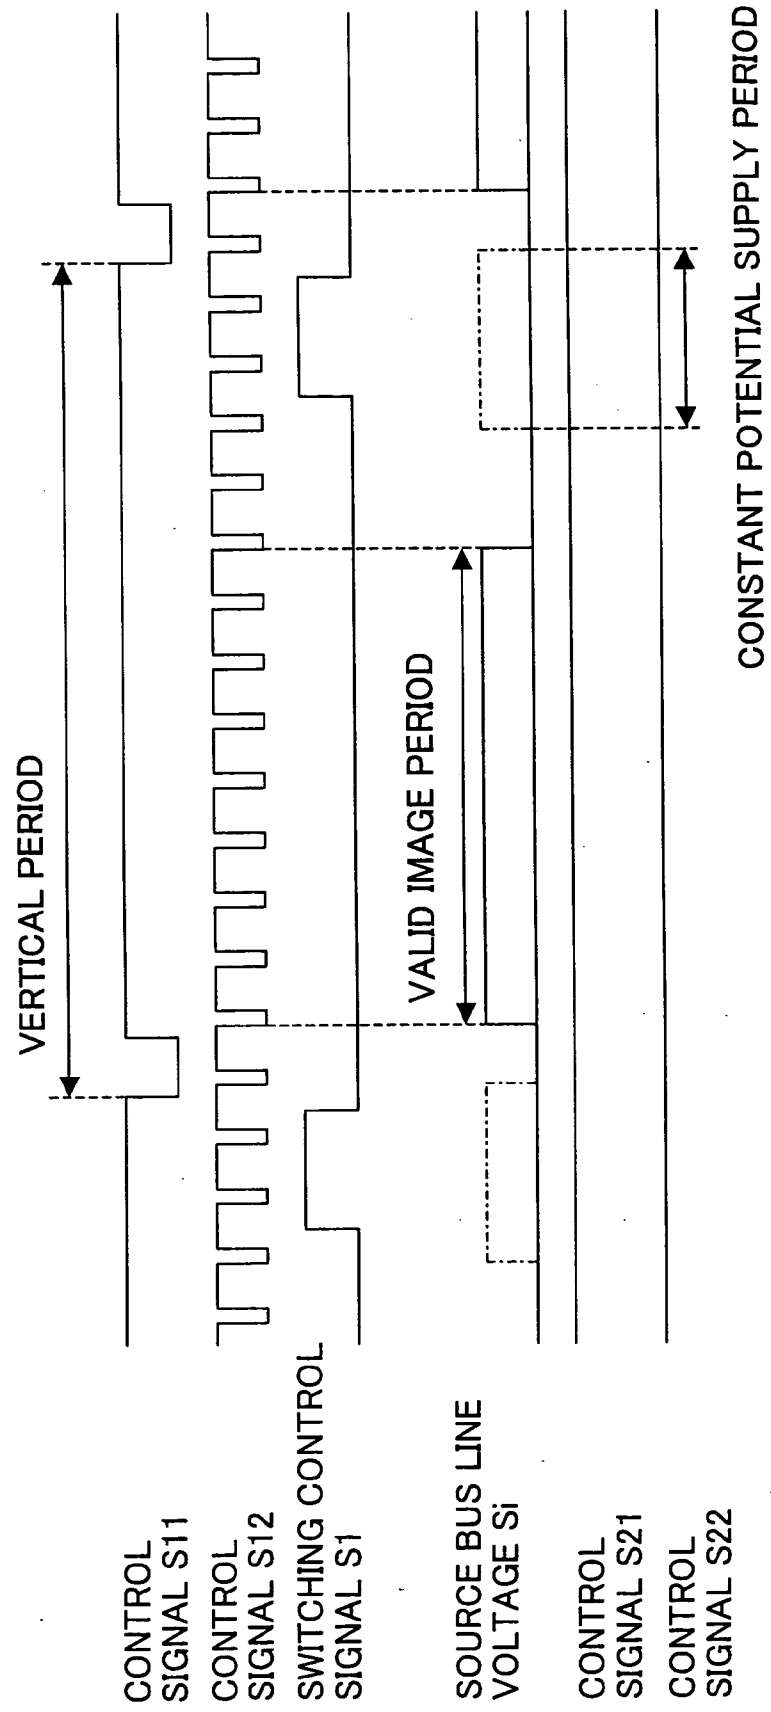 VERTICAL PERIOD
CONTROL
SIGNAL S11
CONTROL
SIGNAL S12
SWITCHING CONTROL
SIGNAL S1
VALID IMAGE PERIOD
SOURCE BUS LINE
VOLTAGE Si
CONTROL
SIGNAL S21
CONTROL
SIGNAL S22
CONSTANT POTENTIAL SUPPLY PERIOD